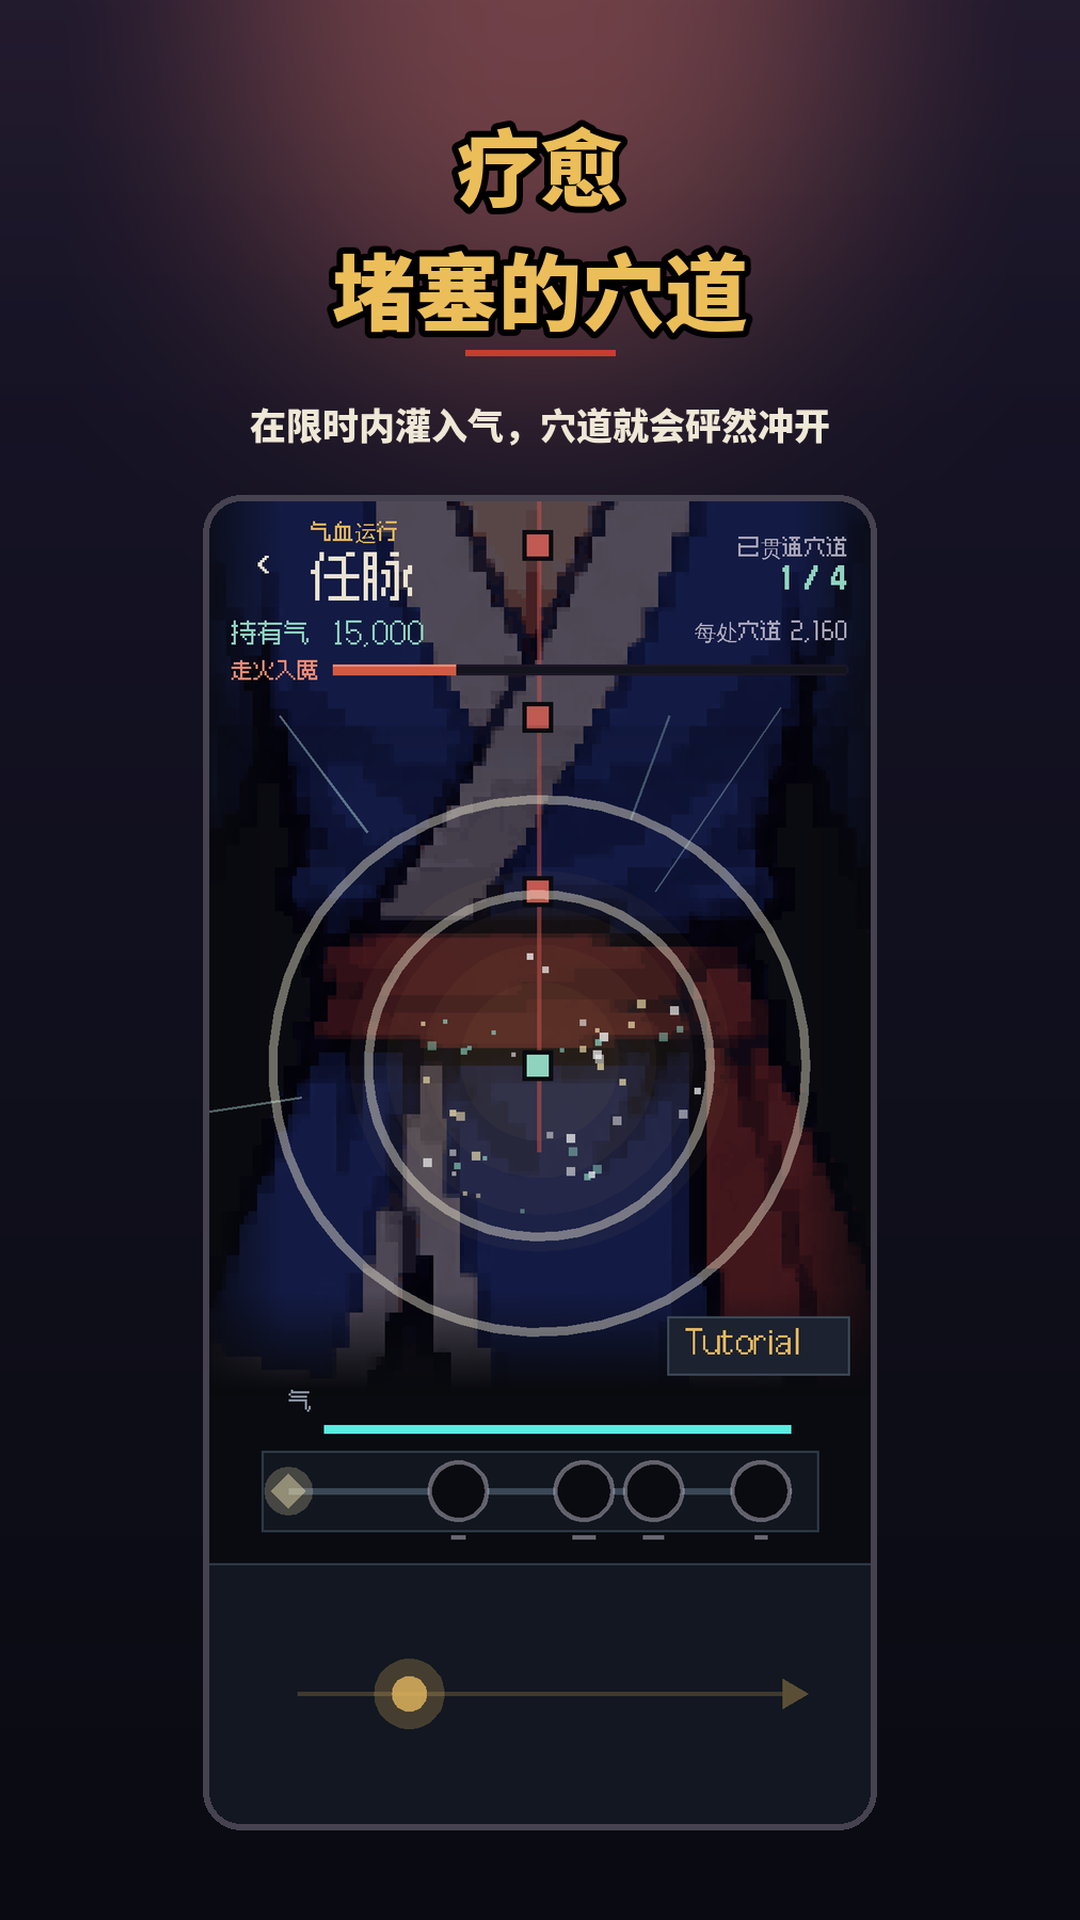 疗愈
堵塞的穴道
在限时内灌入气，穴道就会砰然冲开
气血运行
任脉
已贯通穴道
1 / 4
持有气 15,000
每处穴道 2,160
走火入魔
Tutorial
气